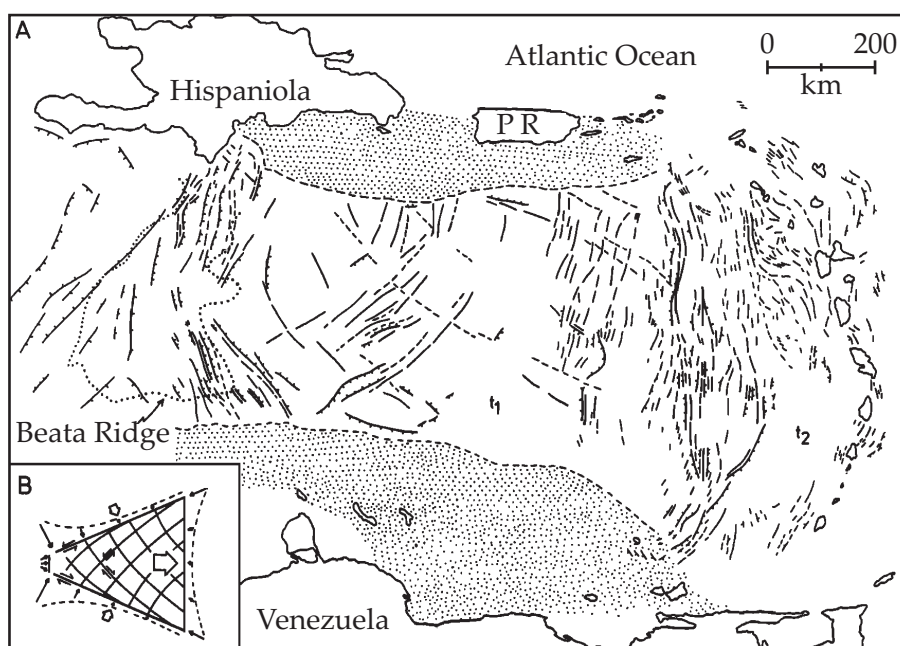 A
Atlantic Ocean
0 200
km
Hispaniola
P R
t1
Beata Ridge
t2
B
Venezuela